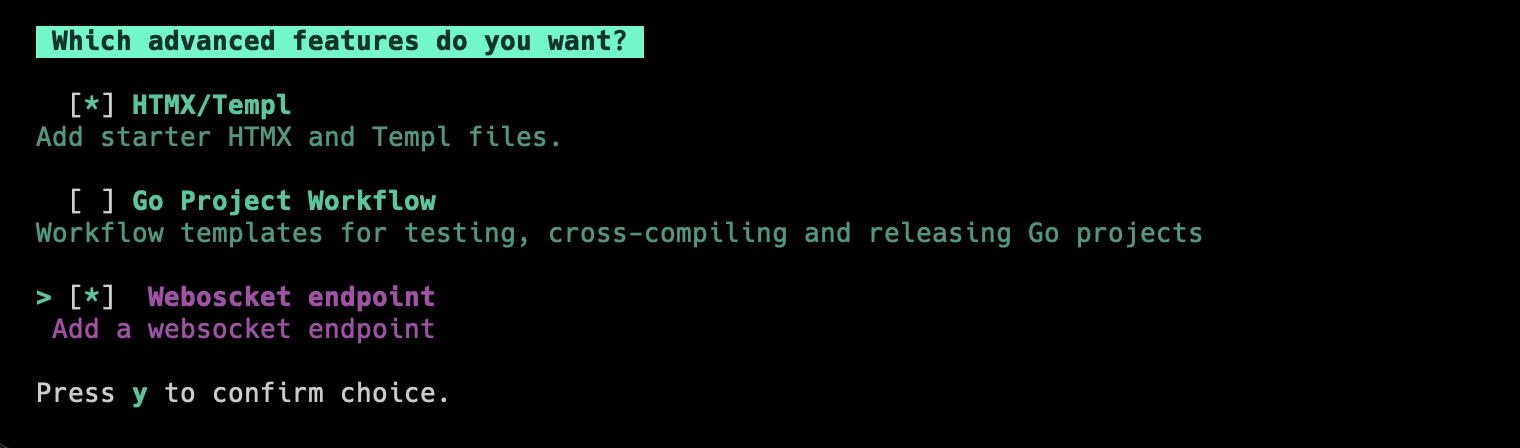 Which advanced features do you want?
[*] HTMX/Templ
Add starter HTMX and Templ files.
[ ] Go Project Workflow
Workflow templates for testing, cross-compiling and releasing Go projects
> [*] Weboscket endpoint
Add a websocket endpoint
Press y to confirm choice.